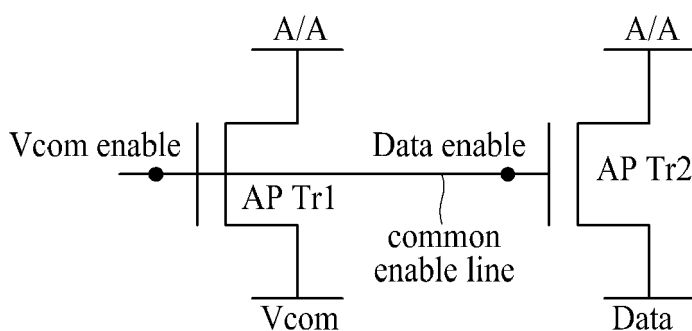 A/A
A/A
Vcom enable
Data enable
AP Tr1
AP Tr2
common
enable line
Vcom
Data